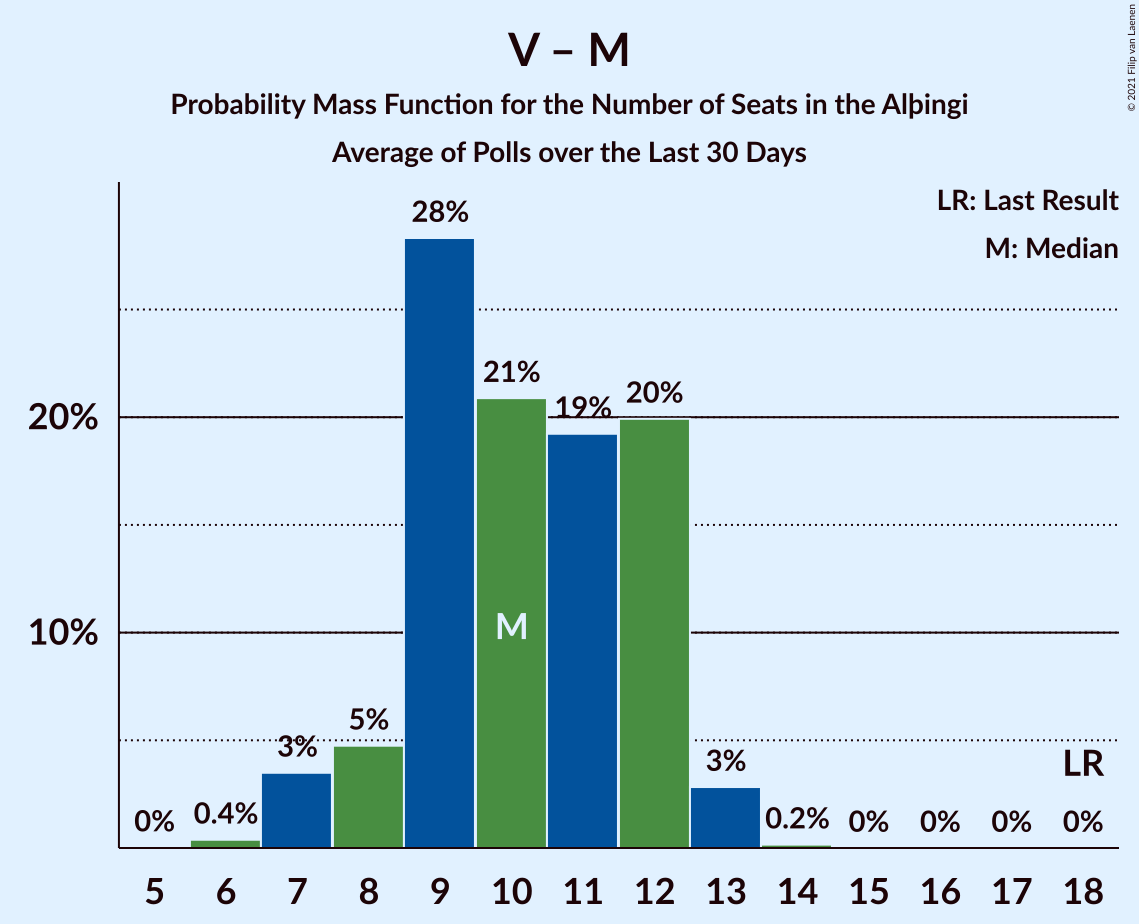 V – M
Probability Mass Function for the Number of Seats in the Alþingi
Average of Polls over the Last 30 Days
© 2021 Filip van Laenen
LR: Last Result
M: Median
20%
10%
0%
0.4%
3%
5%
28%
21%
19%
20%
3%
0.2%
0%
0%
0%
0%
M
LR
5 6 7 8 9 10 11 12 13 14 15 16 17 18